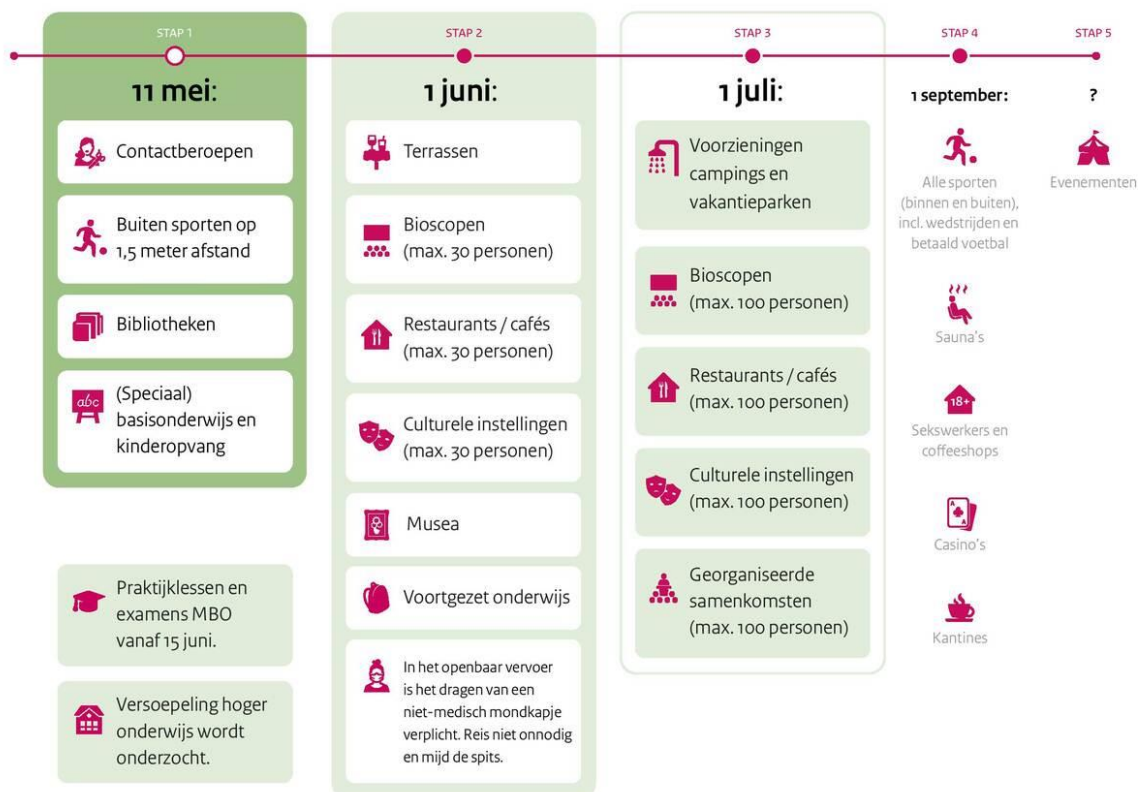 STAP 1
11 mei:
Contactberoepen
Buiten sporten op
1,5 meter afstand
Bibliotheken
abc
(Speciaal)
basisonderwijs en
kinderopvang
Praktijklessen en
examens MBO
vanaf 15 juni.
Versoepeling hoger
onderwijs wordt
onderzocht.
STAP 2
1 juni:
Terrassen
Bioscopen
(max. 30 personen)
Restaurants / cafés
(max. 30 personen)
Culturele instellingen
(max. 30 personen)
Musea
Voortgezet onderwijs
In het openbaar vervoer
is het dragen van een
niet-medisch mondkapje
verplicht. Reis niet onnodig
en mijd de spits.
STAP 3
1 juli:
Voorzieningen
campings en
vakantieparken
Bioscopen
(max. 100 personen)
Restaurants / cafés
(max. 100 personen)
Culturele instellingen
(max. 100 personen)
Georganiseerde
samenkomsten
(max. 100 personen)
STAP 4
1 september:
Alle sporten
(binnen en buiten),
incl. wedstrijden en
betaald voetbal
Sauna's
18+
Sekswerkers en
coffeeshops
A
A
Casino's
Kantines
STAP 5
?
Evenementen